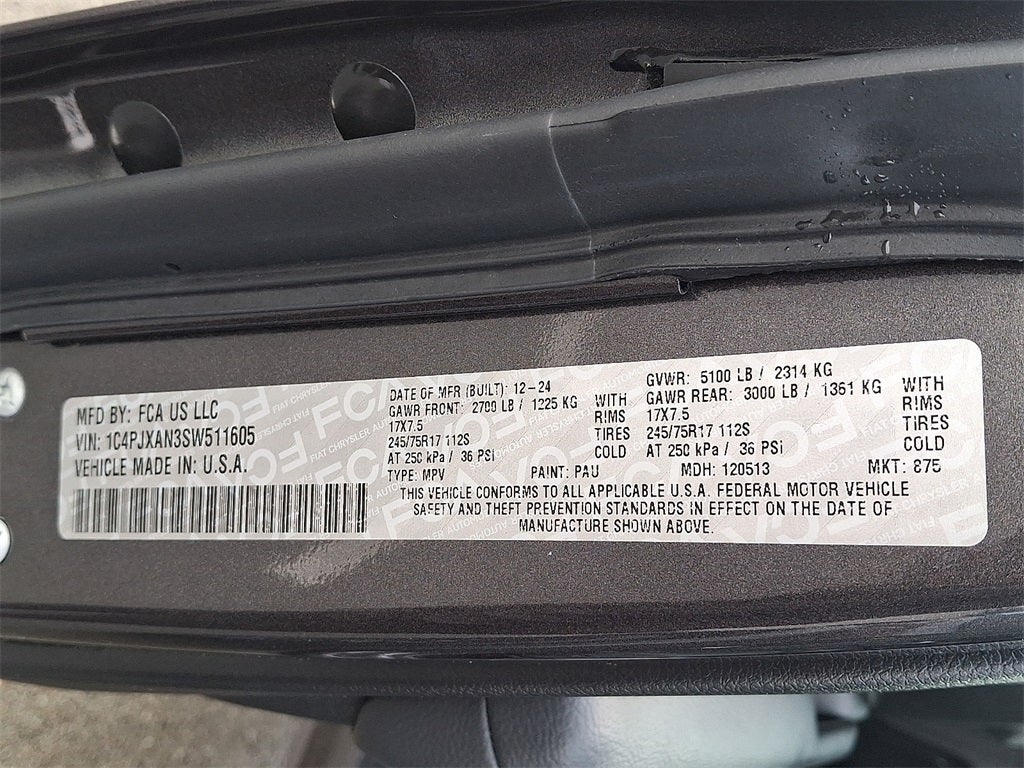 MFD BY: FCA US LLC
VIN: 1C4PJXAN3SW511605
VEHICLE MADE IN: U.S.A.
DATE OF MFR (BUILT): 12-24
GVWR: 5100 LB / 2314 KG
GAWR FRONT: 2700 LB / 1225 KG WITH
GAWR REAR: 3000 LB / 1361 KG WITH
17X7.5 RIMS 17X7.5 RIMS
245/75R17 112S TIRES 245/75R17 112S TIRES
AT 250 kPa / 36 PSi COLD AT 250 kPa / 36 PSi COLD
TYPE: MPV PAINT: PAU MDH: 120513 MKT: 875
THIS VEHICLE CONFORMS TO ALL APPLICABLE U.S.A. FEDERAL MOTOR VEHICLE
SAFETY AND THEFT PREVENTION STANDARDS IN EFFECT ON THE DATE OF
MANUFACTURE SHOWN ABOVE.